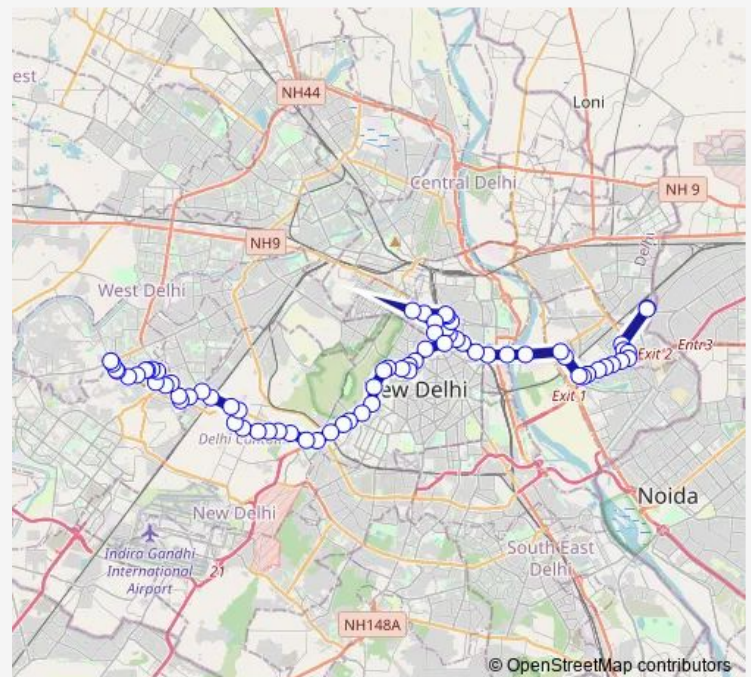 est
NH44
Loni
Central Delhi
NH 9
NH9
Delhi
West Delhi
Entr3
Exit 2
ew Delhi
Exit 1
Delhi Canton
Noida
New Delhi
Indira Gandhi
International
Airport
21
South East
Delhi
NH148A
© OpenStreetMap contributors